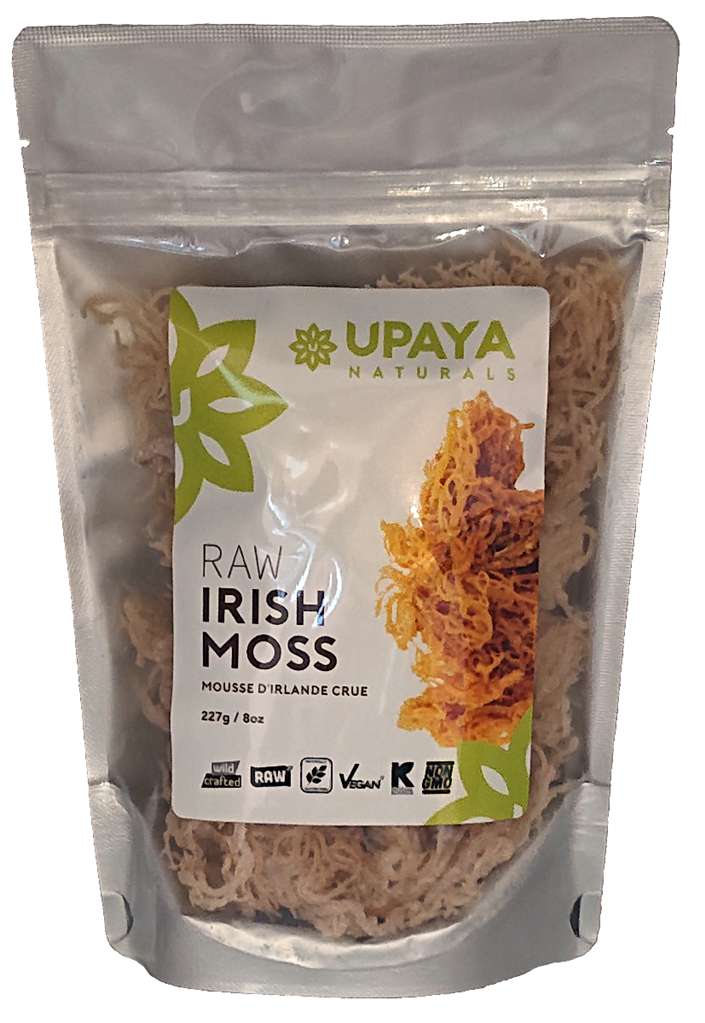 UPAYA
NATURALS
RAW
IRISH
MOSS
MOUSSE D'IRLANDE CRUE
227g / 8oz
wild
crafted
RAW
VEGAN
K
NON
GMO